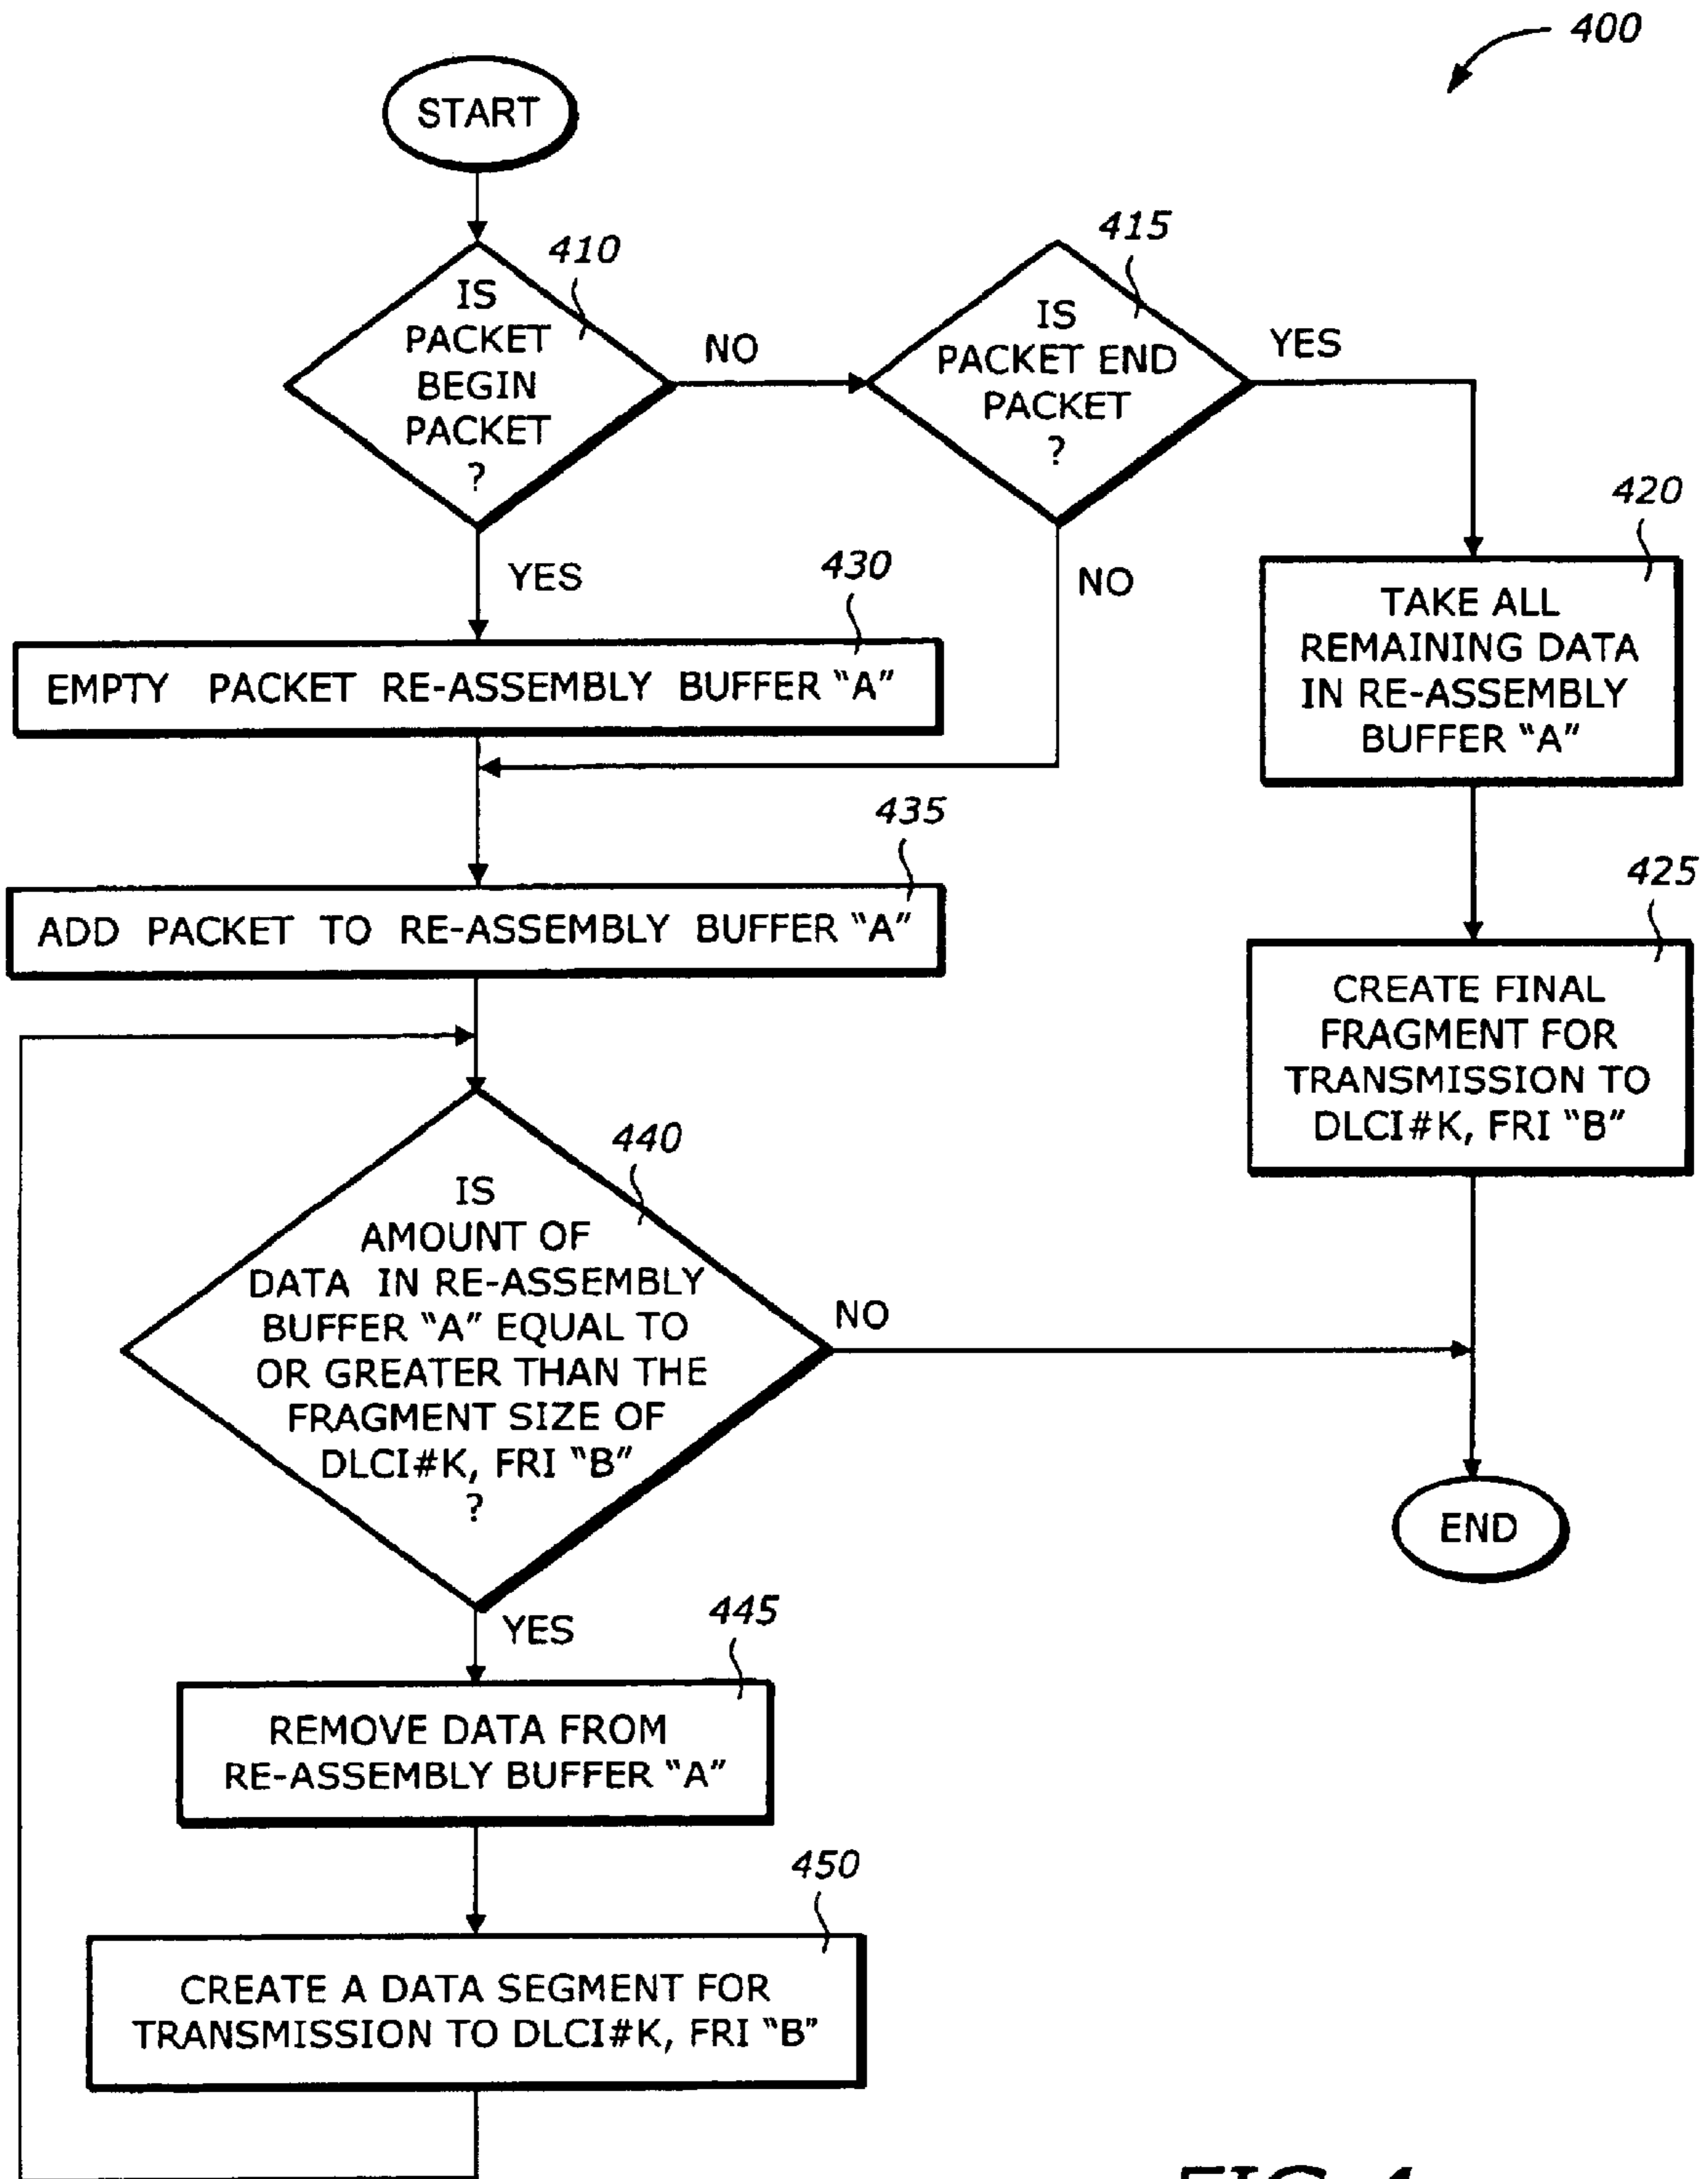 400
START
410
IS
PACKET
BEGIN
PACKET
?
NO
415
IS
PACKET END
PACKET
?
YES
420
TAKE ALL
REMAINING DATA
IN RE-ASSEMBLY
BUFFER "A"
YES
NO
430
EMPTY PACKET RE-ASSEMBLY BUFFER "A"
435
ADD PACKET TO RE-ASSEMBLY BUFFER "A"
425
CREATE FINAL
FRAGMENT FOR
TRANSMISSION TO
DLCI#K, FRI "B"
440
IS
AMOUNT OF
DATA IN RE-ASSEMBLY
BUFFER "A" EQUAL TO
OR GREATER THAN THE
FRAGMENT SIZE OF
DLCI#K, FRI "B"
?
NO
END
YES
445
REMOVE DATA FROM
RE-ASSEMBLY BUFFER "A"
450
CREATE A DATA SEGMENT FOR
TRANSMISSION TO DLCI#K, FRI "B"